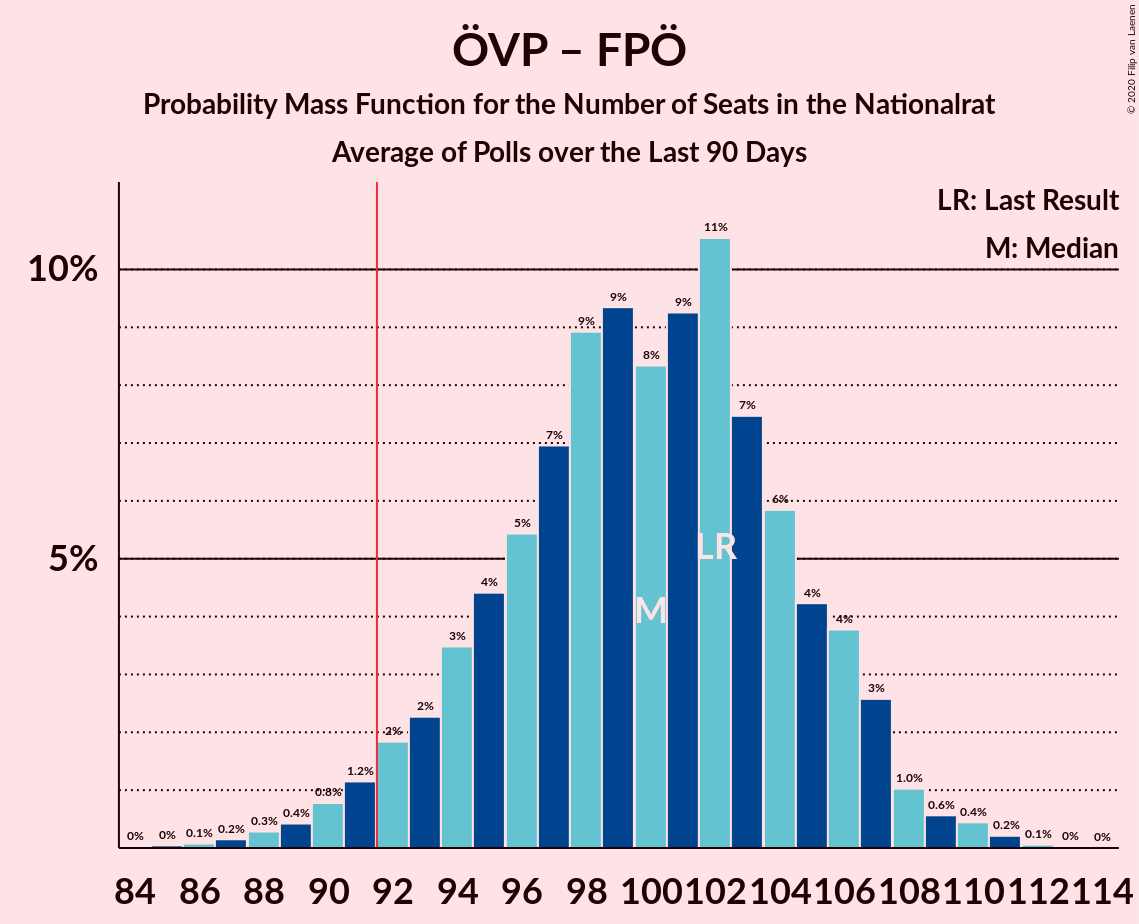 ÖVP – FPÖ
Probability Mass Function for the Number of Seats in the Nationalrat
Average of Polls over the Last 90 Days
© 2020 Filip van Laenen
LR: Last Result
M: Median
10%
5%
0% 0% 0.1% 0.2% 0.3% 0.4% 0.8% 1.2% 2% 2% 3% 4% 5% 7% 9% 9% 8% 9% 11% 7% 6% 4% 4% 3% 1.0% 0.6% 0.4% 0.2% 0.1% 0% 0%
LR
M
84 86 88 90 92 94 96 98 100 102 104 106 108 110 112 114